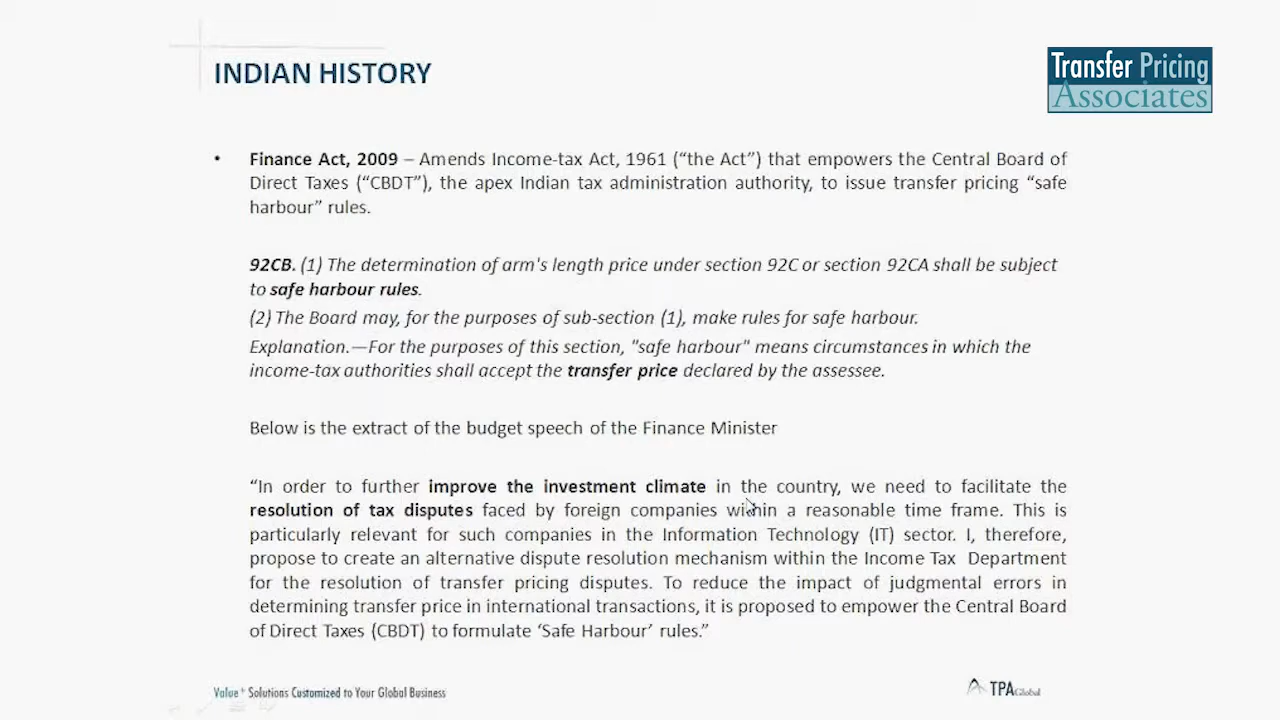 INDIAN HISTORY
Transfer Pricing
Associates
• Finance Act, 2009 – Amends Income-tax Act, 1961 (“the Act”) that empowers the Central Board of
Direct Taxes (“CBDT”), the apex Indian tax administration authority, to issue transfer pricing “safe
harbour” rules.
92CB. (1) The determination of arm's length price under section 92C or section 92CA shall be subject
to safe harbour rules.
(2) The Board may, for the purposes of sub-section (1), make rules for safe harbour.
Explanation.—For the purposes of this section, "safe harbour" means circumstances in which the
income-tax authorities shall accept the transfer price declared by the assessee.
Below is the extract of the budget speech of the Finance Minister
“In order to further improve the investment climate in the country, we need to facilitate the
resolution of tax disputes faced by foreign companies within a reasonable time frame. This is
particularly relevant for such companies in the Information Technology (IT) sector. I, therefore,
propose to create an alternative dispute resolution mechanism within the Income Tax Department
for the resolution of transfer pricing disputes. To reduce the impact of judgmental errors in
determining transfer price in international transactions, it is proposed to empower the Central Board
of Direct Taxes (CBDT) to formulate ‘Safe Harbour’ rules.”
Value⁺ Solutions Customized to Your Global Business
TPA Global